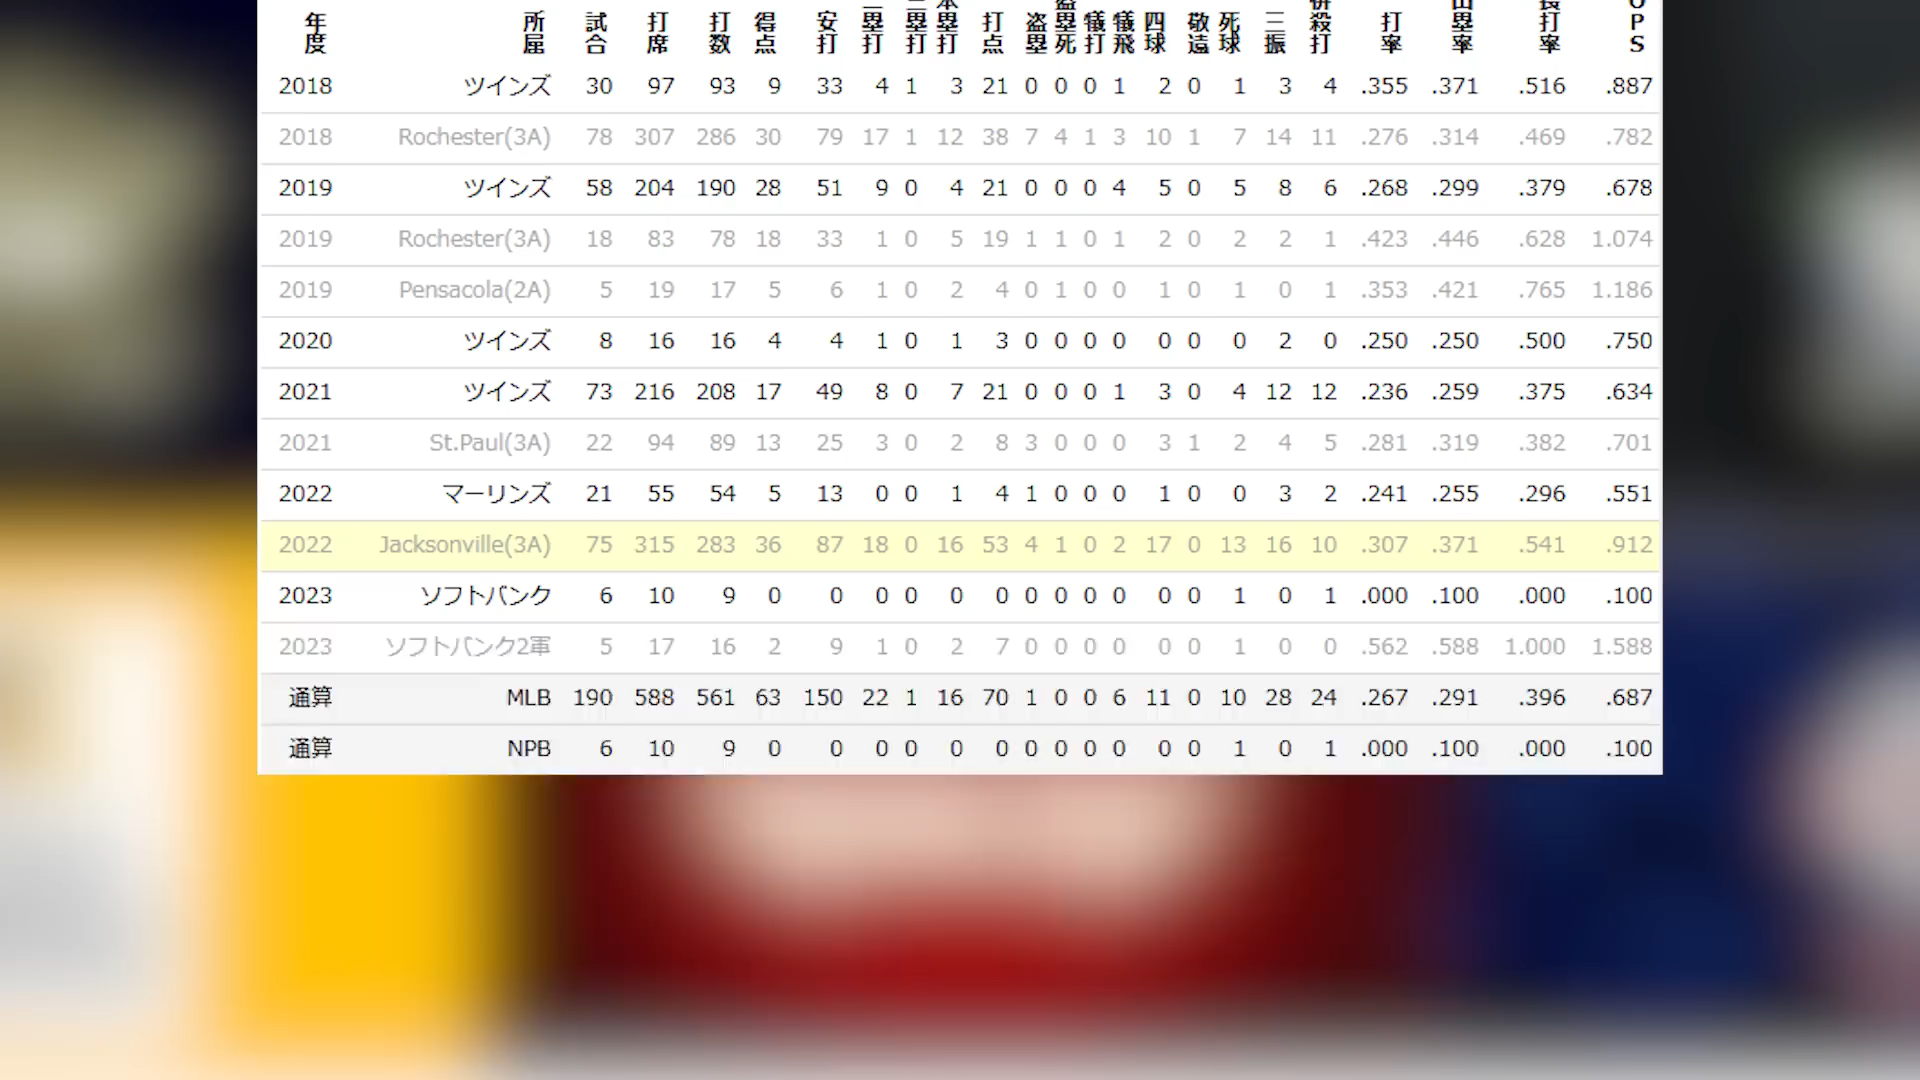 年度 所属 試合 打席 打数 得点 安打 二塁打 三塁打 本塁打 打点 盗塁 盗塁死 犠打 犠飛 四球 敬遠 死球 三振 併殺打 打率 出塁率 長打率 OPS
2018 ツインズ 30 97 93 9 33 4 1 3 21 0 0 0 1 2 0 1 3 4 .355 .371 .516 .887
2018 Rochester(3A) 78 307 286 30 79 17 1 12 38 7 4 1 3 10 1 7 14 11 .276 .314 .469 .782
2019 ツインズ 58 204 190 28 51 9 0 4 21 0 0 0 4 5 0 5 8 6 .268 .299 .379 .678
2019 Rochester(3A) 18 83 78 18 33 1 0 5 19 1 1 0 1 2 0 2 2 1 .423 .446 .628 1.074
2019 Pensacola(2A) 5 19 17 5 6 1 0 2 4 0 1 0 0 1 0 1 0 1 .353 .421 .765 1.186
2020 ツインズ 8 16 16 4 4 1 0 1 3 0 0 0 0 0 0 0 2 0 .250 .250 .500 .750
2021 ツインズ 73 216 208 17 49 8 0 7 21 0 0 0 1 3 0 4 12 12 .236 .259 .375 .634
2021 St.Paul(3A) 22 94 89 13 25 3 0 2 8 3 0 0 0 3 1 2 4 5 .281 .319 .382 .701
2022 マーリンズ 21 55 54 5 13 0 0 1 4 1 0 0 0 1 0 0 3 2 .241 .255 .296 .551
2022 Jacksonville(3A) 75 315 283 36 87 18 0 16 53 4 1 0 2 17 0 13 16 10 .307 .371 .541 .912
2023 ソフトバンク 6 10 9 0 0 0 0 0 0 0 0 0 0 0 0 1 0 1 .000 .100 .000 .100
2023 ソフトバンク2軍 5 17 16 2 9 1 0 2 7 0 0 0 0 0 0 1 0 0 .562 .588 1.000 1.588
通算 MLB 190 588 561 63 150 22 1 16 70 1 0 0 6 11 0 10 28 24 .267 .291 .396 .687
通算 NPB 6 10 9 0 0 0 0 0 0 0 0 0 0 0 0 1 0 1 .000 .100 .000 .100